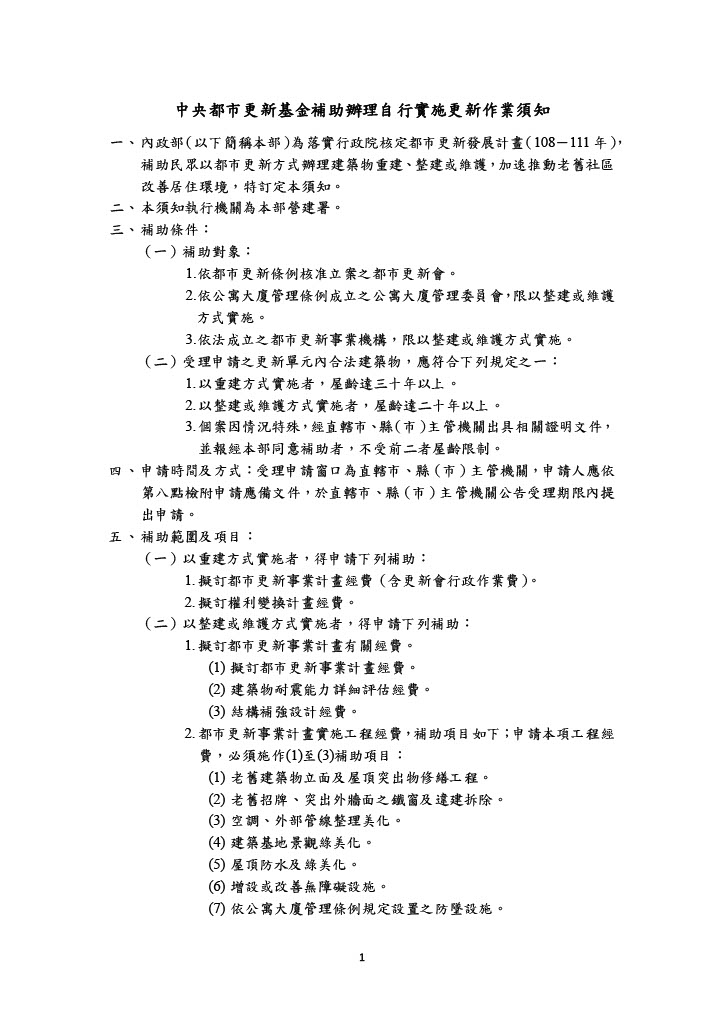 中央都市更新基金補助辦理自行實施更新作業須知
一、內政部（以下簡稱本部）為落實行政院核定都市更新發展計畫（108－111 年），
補助民眾以都市更新方式辦理建築物重建、整建或維護，加速推動老舊社區
改善居住環境，特訂定本須知。
二、本須知執行機關為本部營建署。
三、補助條件：
（一）補助對象：
1.依都市更新條例核准立案之都市更新會。
2.依公寓大廈管理條例成立之公寓大廈管理委員會，限以整建或維護
方式實施。
3.依法成立之都市更新事業機構，限以整建或維護方式實施。
（二）受理申請之更新單元內合法建築物，應符合下列規定之一：
1.以重建方式實施者，屋齡達三十年以上。
2.以整建或維護方式實施者，屋齡達二十年以上。
3.個案因情況特殊，經直轄市、縣（市）主管機關出具相關證明文件，
並報經本部同意補助者，不受前二者屋齡限制。
四、申請時間及方式：受理申請窗口為直轄市、縣（市）主管機關，申請人應依
第八點檢附申請應備文件，於直轄市、縣（市）主管機關公告受理期限內提
出申請。
五、補助範圍及項目：
（一）以重建方式實施者，得申請下列補助：
1. 擬訂都市更新事業計畫經費（含更新會行政作業費）。
2. 擬訂權利變換計畫經費。
（二）以整建或維護方式實施者，得申請下列補助：
1. 擬訂都市更新事業計畫有關經費。
(1) 擬訂都市更新事業計畫經費。
(2) 建築物耐震能力詳細評估經費。
(3) 結構補強設計經費。
2. 都市更新事業計畫實施工程經費，補助項目如下；申請本項工程經
費，必須施作(1)至(3)補助項目：
(1) 老舊建築物立面及屋頂突出物修繕工程。
(2) 老舊招牌、突出外牆面之鐵窗及違建拆除。
(3) 空調、外部管線整理美化。
(4) 建築基地景觀綠美化。
(5) 屋頂防水及綠美化。
(6) 增設或改善無障礙設施。
(7) 依公寓大廈管理條例規定設置之防墜設施。
1